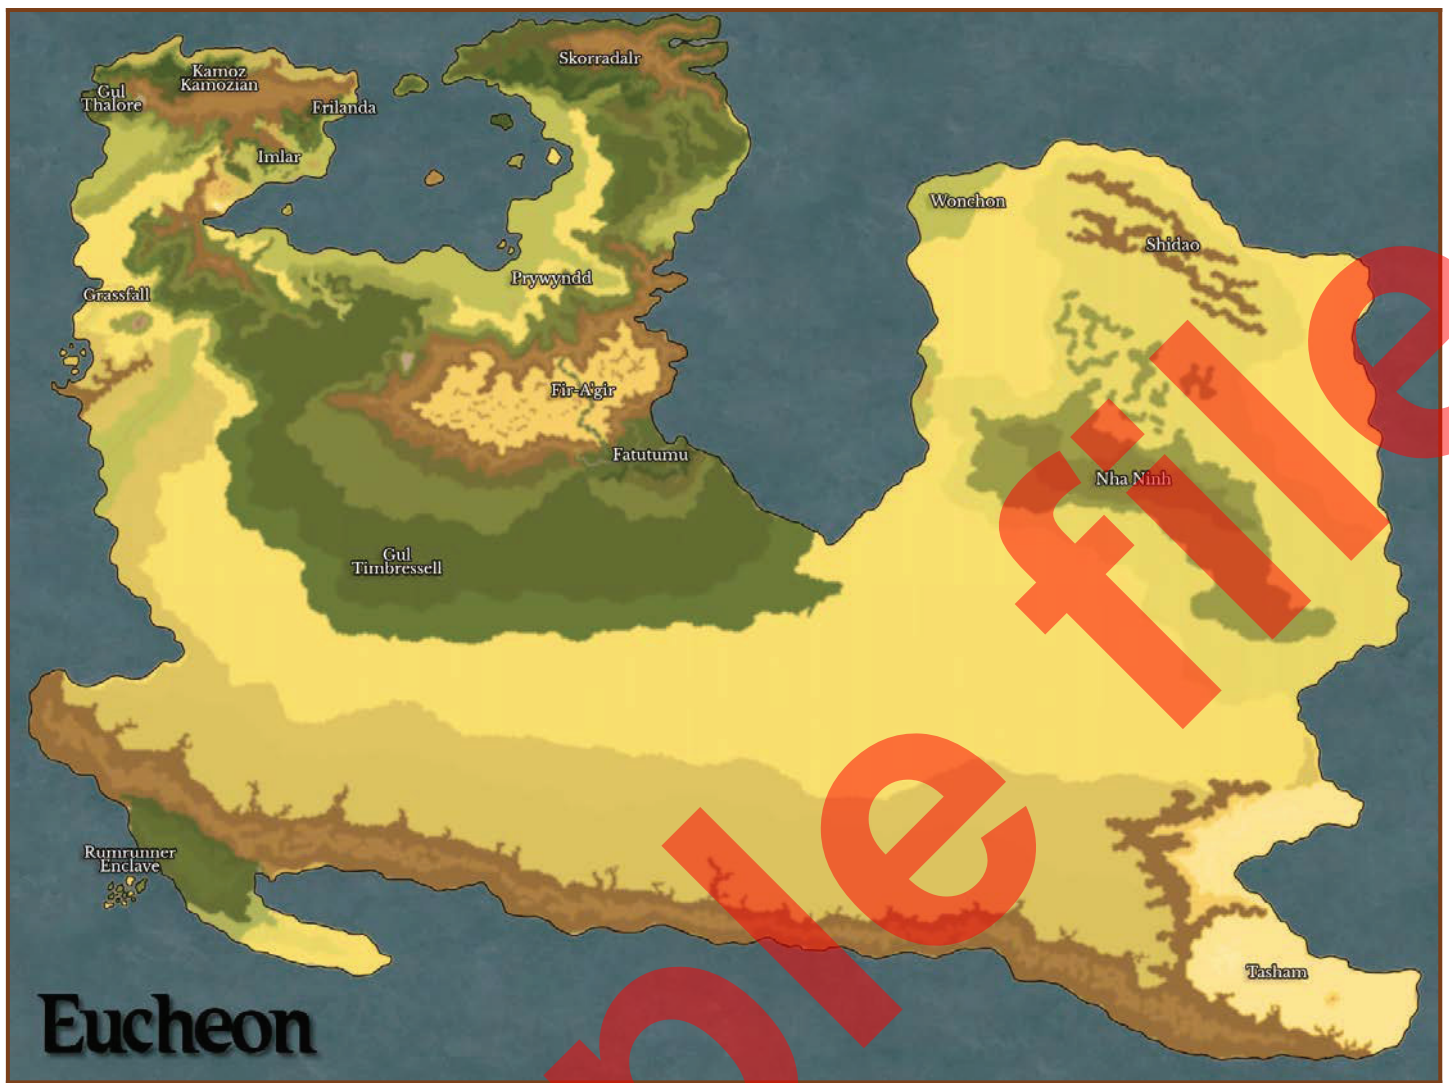 Skorradalr
Kamoz
Kamozian
Gul
Thalore
Frilanda
Imlar
Wonchon
Shidao
Prywyndd
Grassfall
Fir-A'gir
Fatutumu
Nha Ninh
Gul
Timbressell
Rumrunner
Enclave
Tasham
Eucheon
ple file